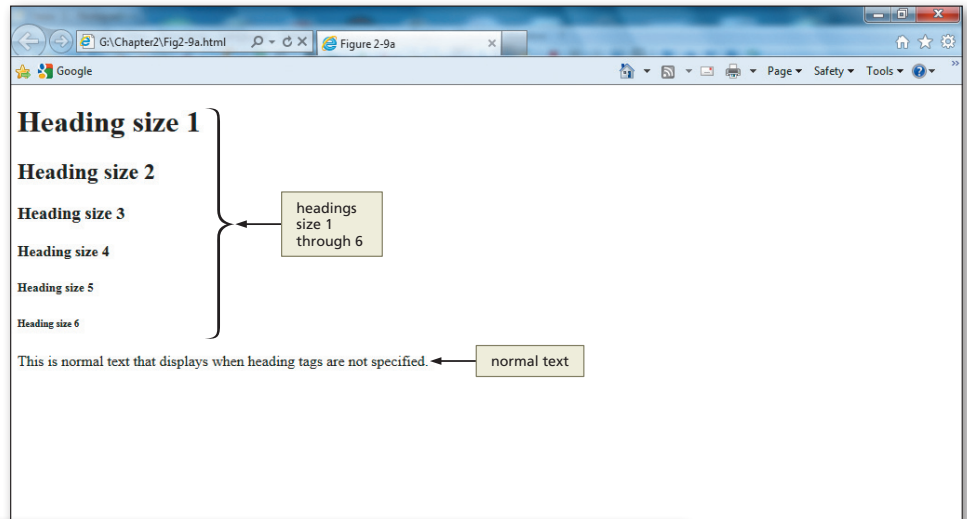 G:\Chapter2\Fig2-9a.html
Figure 2-9a
Google
Page
Safety
Tools
Heading size 1
Heading size 2
Heading size 3
Heading size 4
Heading size 5
Heading size 6
headings
size 1
through 6
This is normal text that displays when heading tags are not specified.
normal text